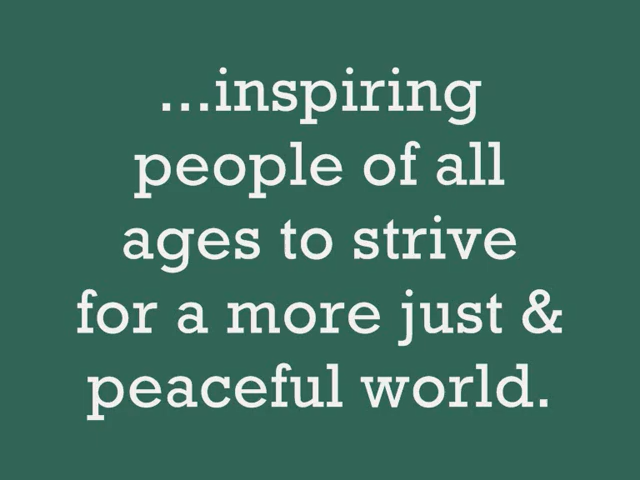 ...inspiring
people of all
ages to strive
for a more just &
peaceful world.